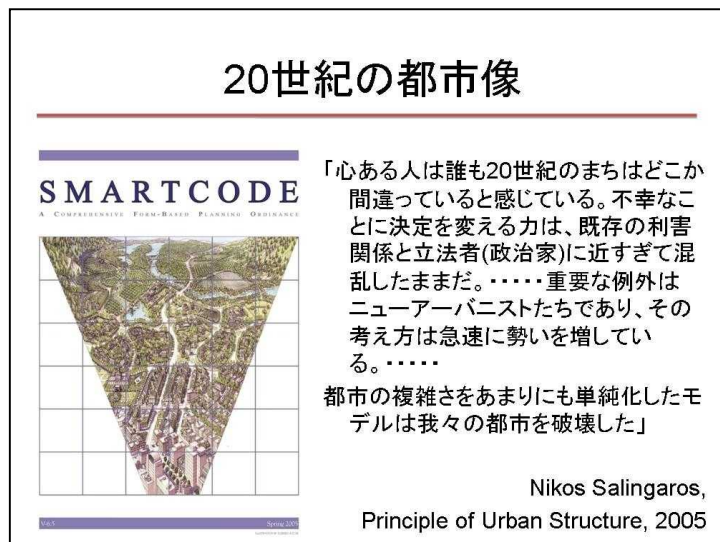 20世紀の都市像
SMARTCODE
A COMPREHENSIVE FORM-BASED PLANNING ORDINANCE
V 6.5
Spring 2005
「心ある人は誰も20世紀のまちはどこか
間違っていると感じている。不幸なこ
とに決定を変える力は、既存の利害
関係と立法者(政治家)に近すぎて混
乱したままだ。・・・・・重要な例外は
ニューアーバニストたちであり、その
考え方は急速に勢いを増してい
る。・・・・・
都市の複雑さをあまりにも単純化したモ
デルは我々の都市を破壊した」
Nikos Salingaros,
Principle of Urban Structure, 2005